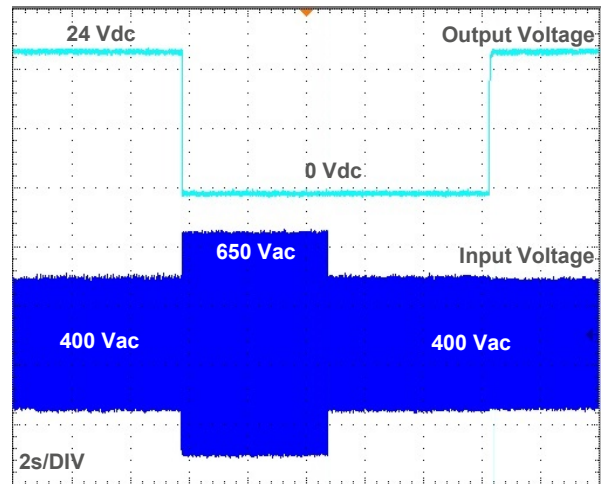 24 Vdc
Output Voltage
0 Vdc
650 Vac
Input Voltage
400 Vac
400 Vac
2s/DIV